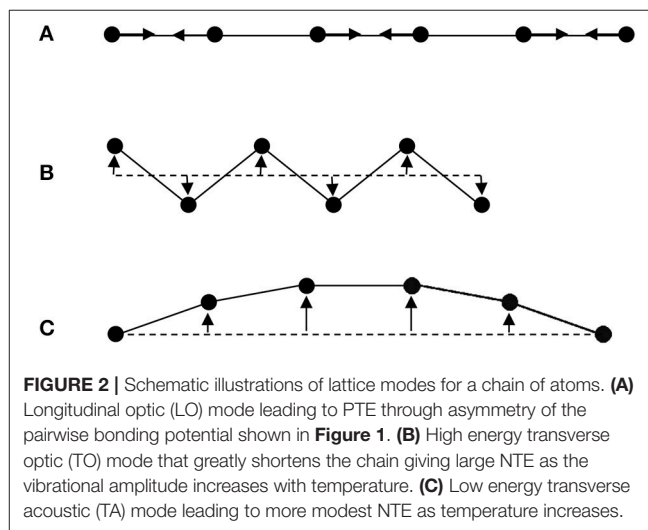 A
B
C
FIGURE 2 | Schematic illustrations of lattice modes for a chain of atoms. (A)
Longitudinal optic (LO) mode leading to PTE through asymmetry of the
pairwise bonding potential shown in Figure 1. (B) High energy transverse
optic (TO) mode that greatly shortens the chain giving large NTE as the
vibrational amplitude increases with temperature. (C) Low energy transverse
acoustic (TA) mode leading to more modest NTE as temperature increases.